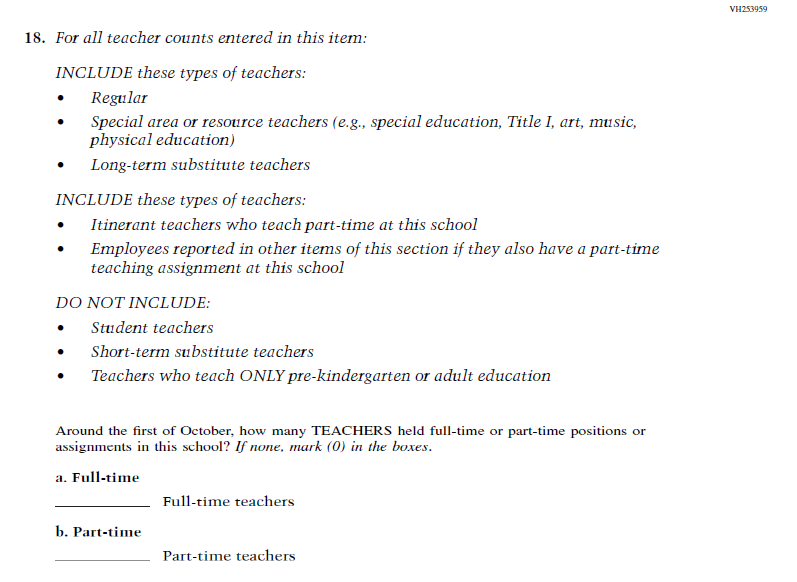 VH253959
18. For all teacher counts entered in this item:
INCLUDE these types of teachers:
• Regular
• Special area or resource teachers (e.g., special education, Title I, art, music,
physical education)
• Long-term substitute teachers
INCLUDE these types of teachers:
• Itinerant teachers who teach part-time at this school
• Employees reported in other items of this section if they also have a part-time
teaching assignment at this school
DO NOT INCLUDE:
• Student teachers
• Short-term substitute teachers
• Teachers who teach ONLY pre-kindergarten or adult education
Around the first of October, how many TEACHERS held full-time or part-time positions or
assignments in this school? If none, mark (0) in the boxes.
a. Full-time
__________ Full-time teachers
b. Part-time
__________ Part-time teachers